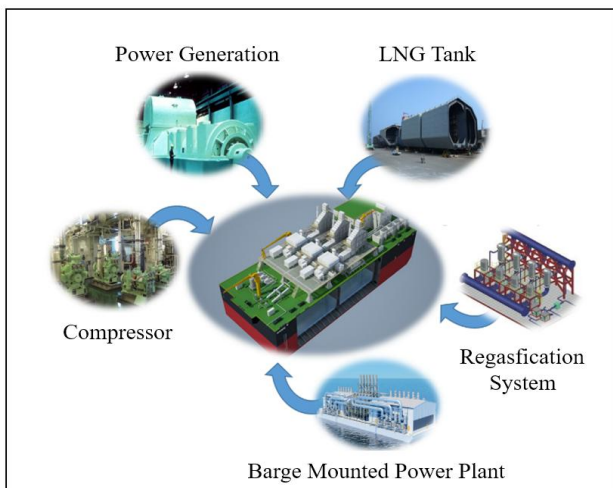 Power Generation
LNG Tank
Compressor
Regasfication
System
Barge Mounted Power Plant